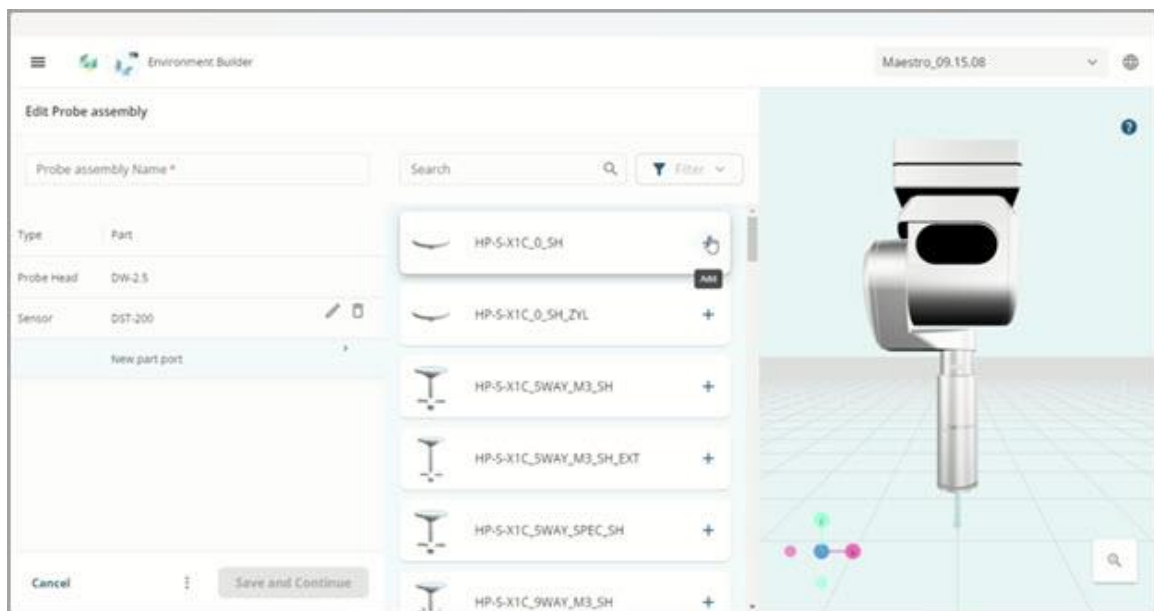 Environment Builder
Maestro_09.15.08
Edit Probe assembly
Probe assembly Name *
Search
Filter
Type Part
Probe Head DW-2.5
Sensor DST-200
New part port
HP-S-X1C_0_SH
Add
HP-S-X1C_0_SH_ZYL
HP-S-X1C_5WAY_M3_SH
HP-S-X1C_5WAY_M3_SH_EXT
HP-S-X1C_5WAY_SPEC_SH
HP-S-X1C_9WAY_M3_SH
Cancel
Save and Continue